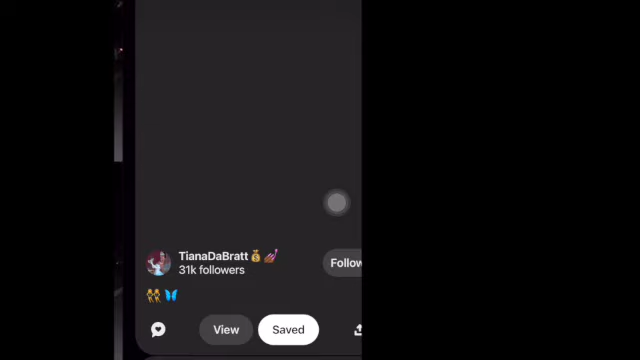 TianaDaBratt💰💅🏾
31k followers
Follow
👯🦋
View
Saved